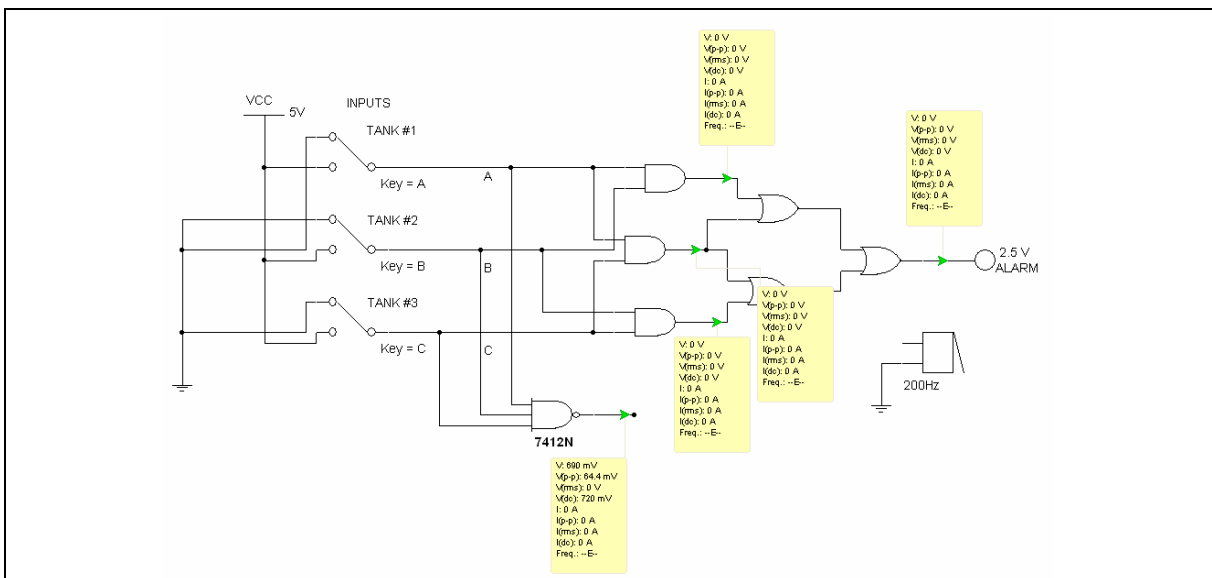 V: 0 V
V(p-p): 0 V
V(rms): 0 V
V(dc): 0 V
I: 0 A
I(p-p): 0 A
I(rms): 0 A
I(dc): 0 A
Freq.: --E--
VCC
5V
INPUTS
TANK #1
Key = A
A
V: 0 V
V(p-p): 0 V
V(rms): 0 V
V(dc): 0 V
I: 0 A
I(p-p): 0 A
I(rms): 0 A
I(dc): 0 A
Freq.: --E--
TANK #2
Key = B
B
2.5 V
ALARM
TANK #3
Key = C
C
V: 0 V
V(p-p): 0 V
V(rms): 0 V
V(dc): 0 V
I: 0 A
I(p-p): 0 A
I(rms): 0 A
I(dc): 0 A
Freq.: --E--
V: 0 V
V(p-p): 0 V
V(rms): 0 V
V(dc): 0 V
I: 0 A
I(p-p): 0 A
I(rms): 0 A
I(dc): 0 A
Freq.: --E--
200Hz
7412N
V: 690 mV
V(p-p): 64.4 mV
V(rms): 0 V
V(dc): 720 mV
I: 0 A
I(p-p): 0 A
I(rms): 0 A
I(dc): 0 A
Freq.: --E--